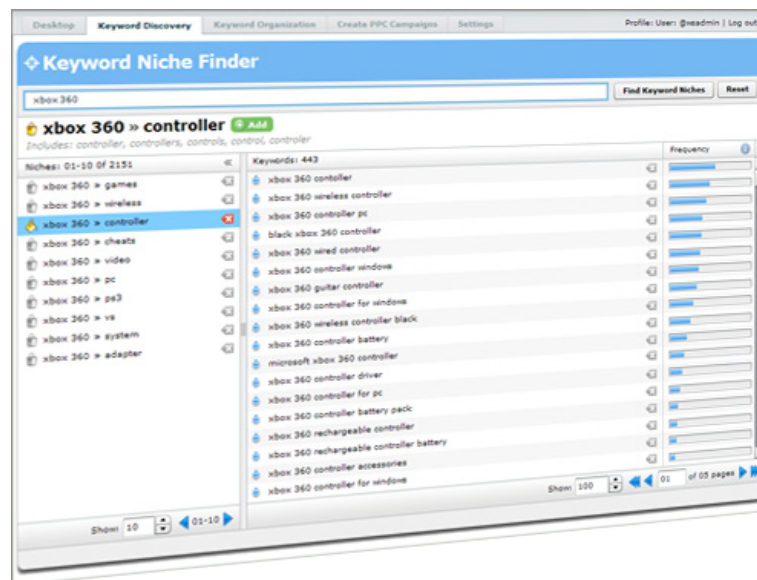 Desktop Keyword Discovery Keyword Organization Create PPC Campaigns Settings Profile: User: @weadmin | Log out
Keyword Niche Finder
xbox 360 Find Keyword Niches Reset
xbox 360 » controller Add
Includes: controller, controllers, controls, control, controler
Niches: 01-10 0f 2151 «
xbox 360 » games
xbox 360 » wireless
xbox 360 » controller
xbox 360 » cheats
xbox 360 » video
xbox 360 » pc
xbox 360 » ps3
xbox 360 » vs
xbox 360 » system
xbox 360 » adapter
Show: 10 01-10
Keywords: 443 Frequency
xbox 360 contoller
xbox 360 wireless controller
xbox 360 controller pc
black xbox 360 controller
xbox 360 wired controller
xbox 360 controller windows
xbox 360 guitar controller
xbox 360 controller for windows
xbox 360 wireless controller black
xbox 360 controller battery
microsoft xbox 360 controller
xbox 360 controller driver
xbox 360 controller for pc
xbox 360 controller battery pack
xbox 360 rechargeable controller
xbox 360 rechargeable controller battery
xbox 360 controller accessories
xbox 360 controller for windows
Show: 100 01 of 05 pages